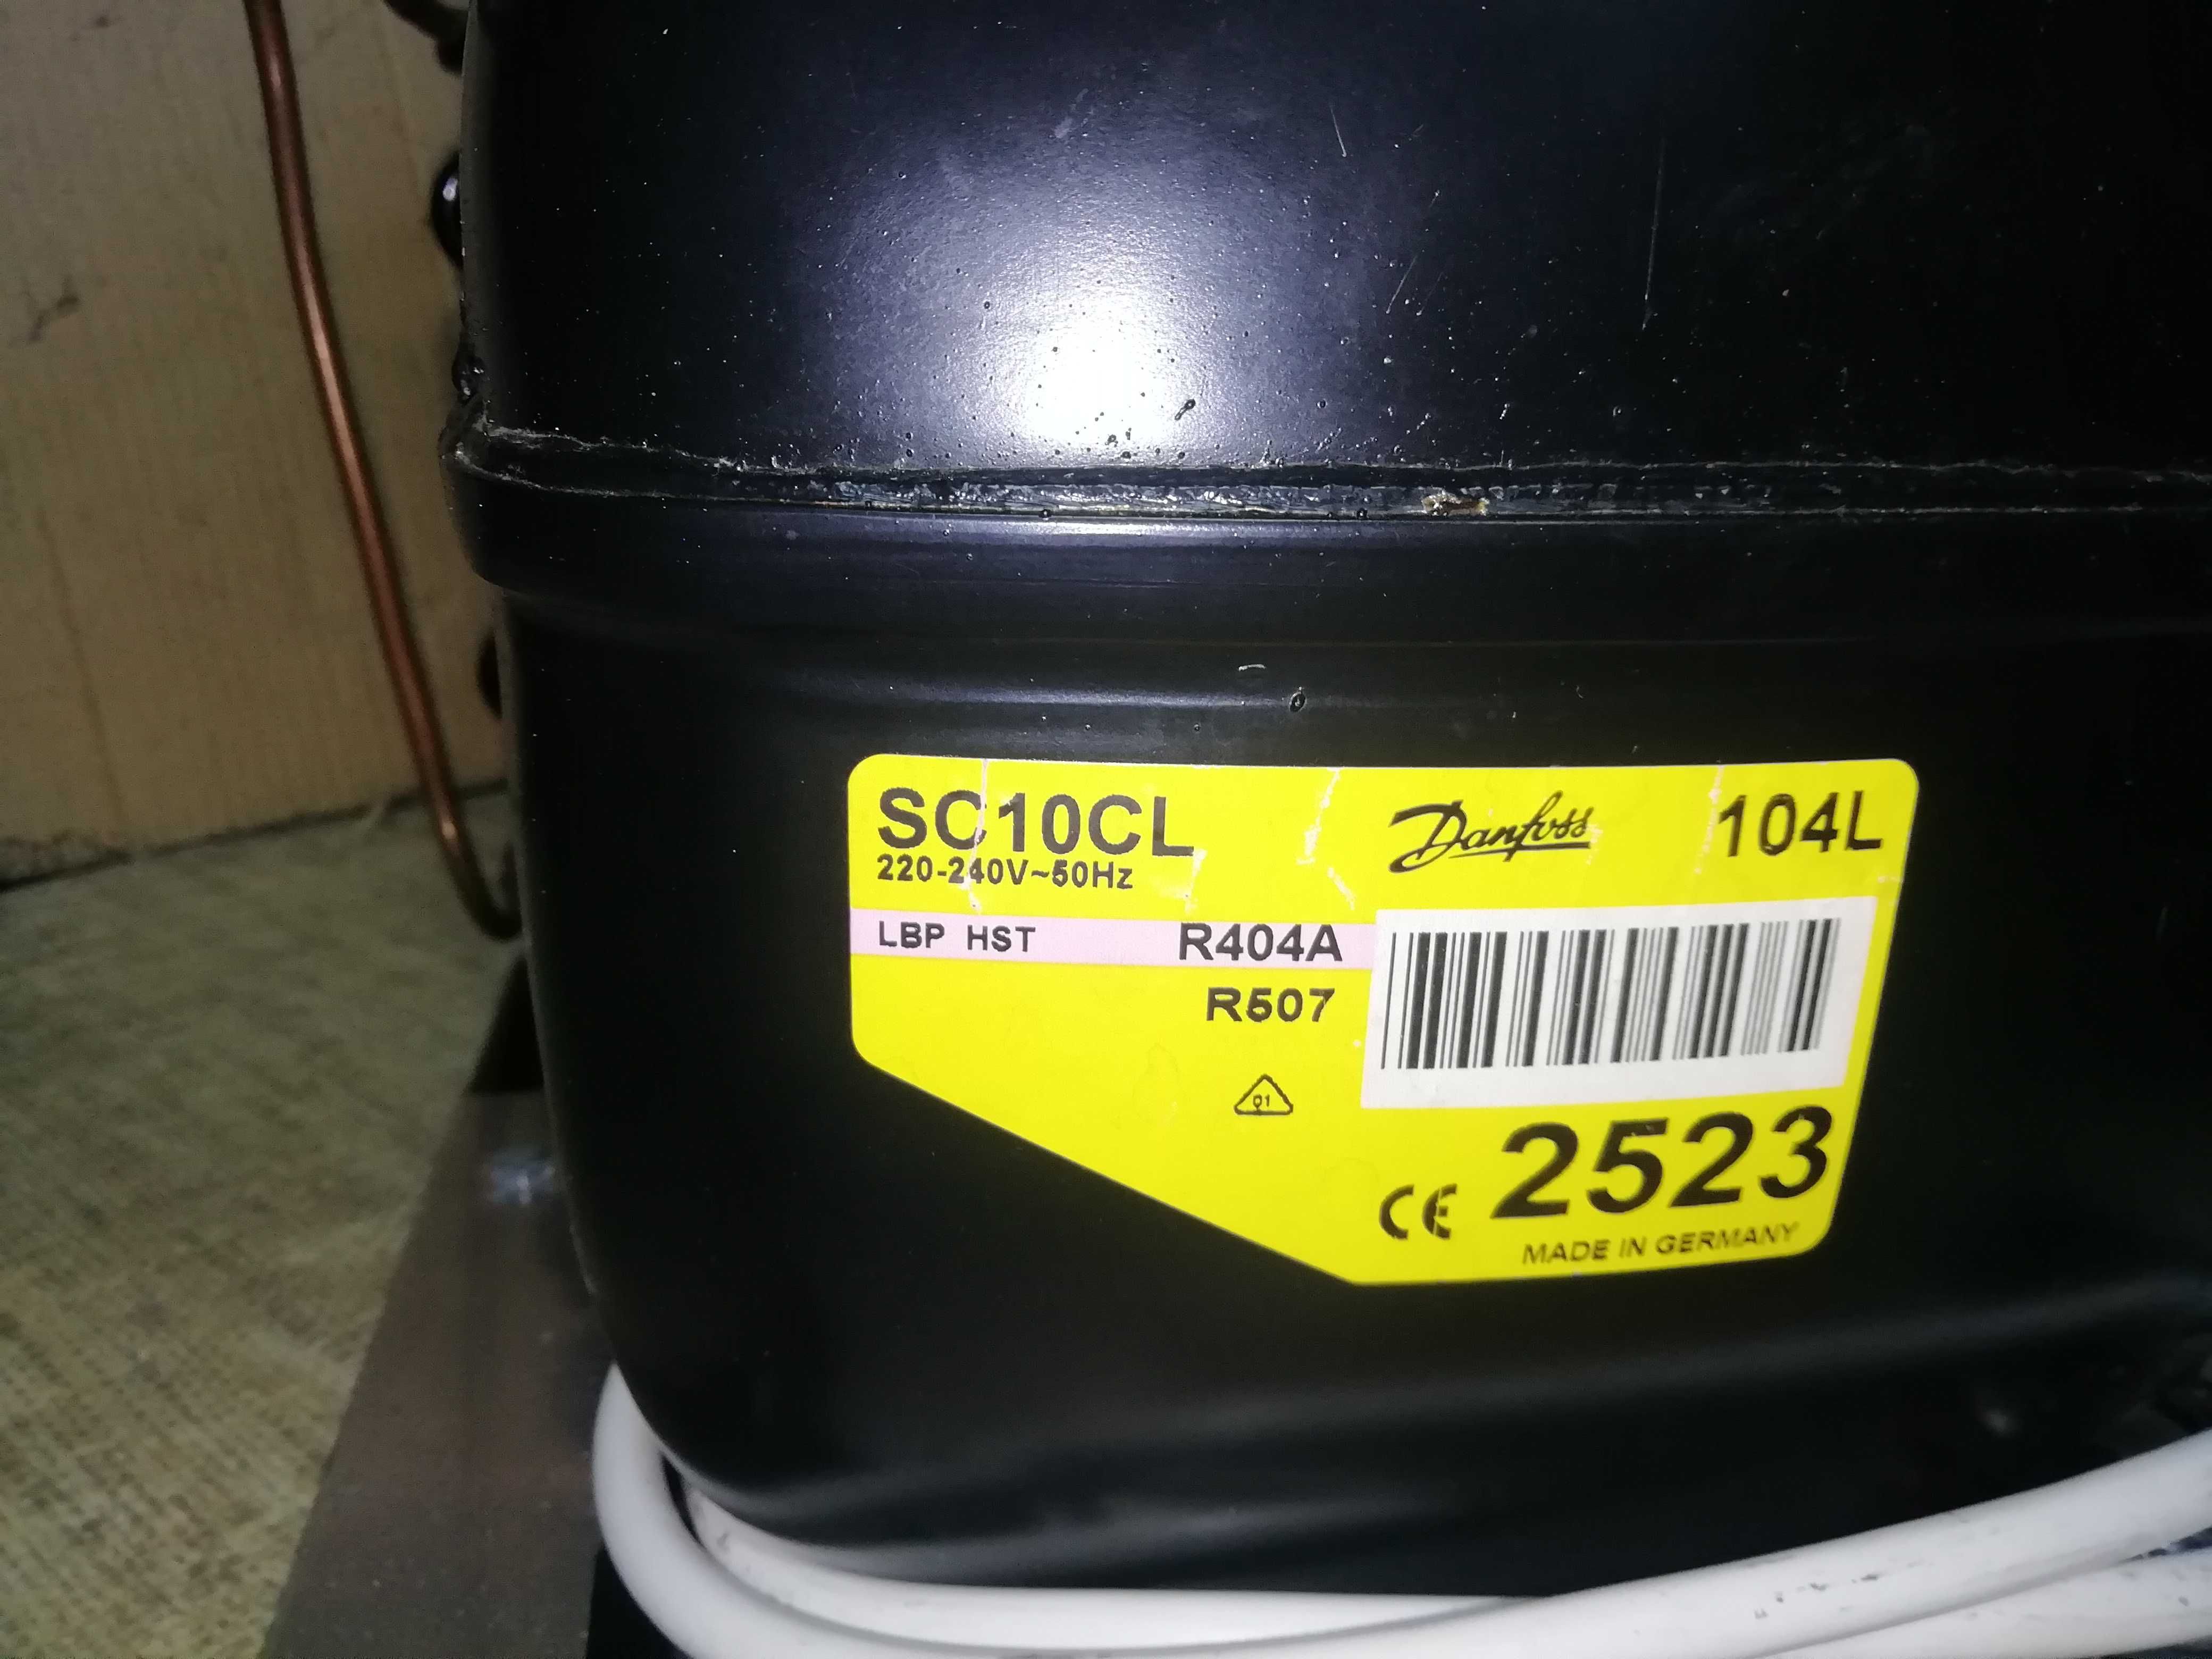 SC10CL
Danfoss
104L
220-240V~50Hz
LBP HST
R404A
R507
01
CE
2523
MADE IN GERMANY